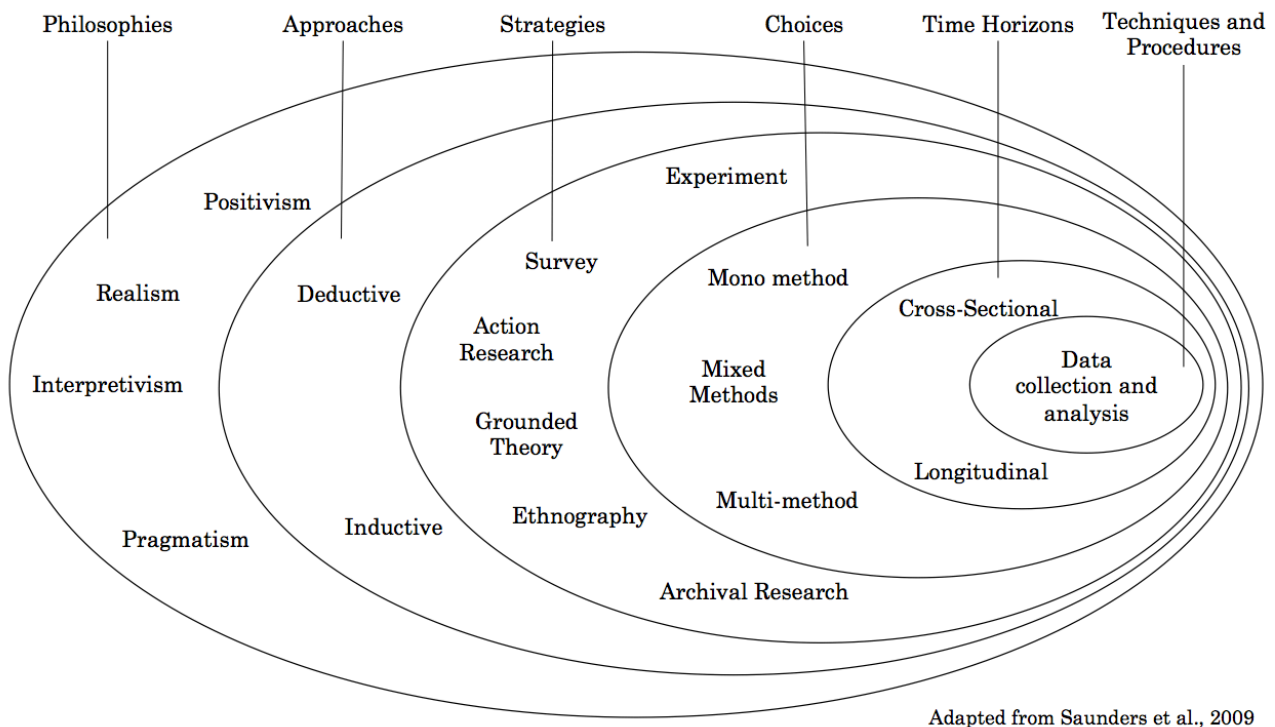 Philosophies
Approaches
Strategies
Choices
Time Horizons
Techniques and
Procedures
Positivism
Realism
Interpretivism
Pragmatism
Deductive
Inductive
Experiment
Survey
Action
Research
Grounded
Theory
Ethnography
Archival Research
Mono method
Mixed
Methods
Multi-method
Cross-Sectional
Longitudinal
Data
collection and
analysis
Adapted from Saunders et al., 2009